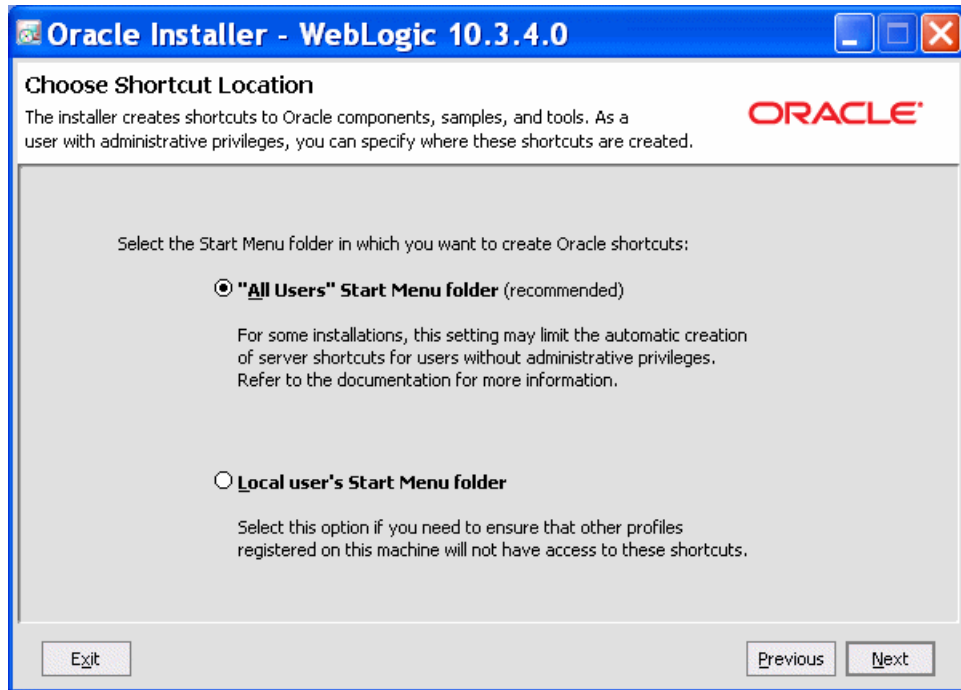 Oracle Installer - WebLogic 10.3.4.0
Choose Shortcut Location
The installer creates shortcuts to Oracle components, samples, and tools. As a
user with administrative privileges, you can specify where these shortcuts are created.
ORACLE
Select the Start Menu folder in which you want to create Oracle shortcuts:
"All Users" Start Menu folder (recommended)
For some installations, this setting may limit the automatic creation
of server shortcuts for users without administrative privileges.
Refer to the documentation for more information.
Local user's Start Menu folder
Select this option if you need to ensure that other profiles
registered on this machine will not have access to these shortcuts.
Exit
Previous
Next